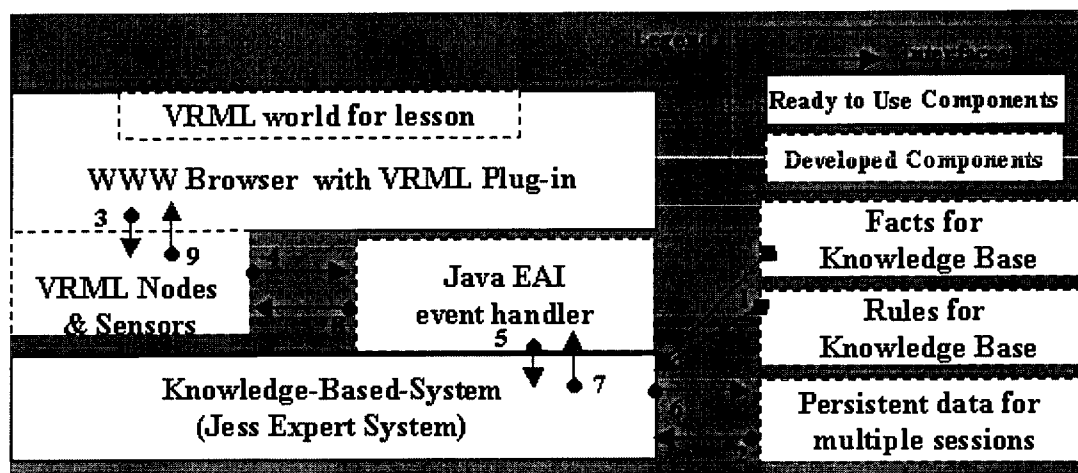 VRML world for lesson
WWW Browser with VRML Plug-in
Ready to Use Components
Developed Components
3
9
VRML Nodes
& Sensors
Java EAI
event handler
5
7
Knowledge-Based-System
(Jess Expert System)
Facts for
Knowledge Base
Rules for
Knowledge Base
Persistent data for
multiple sessions